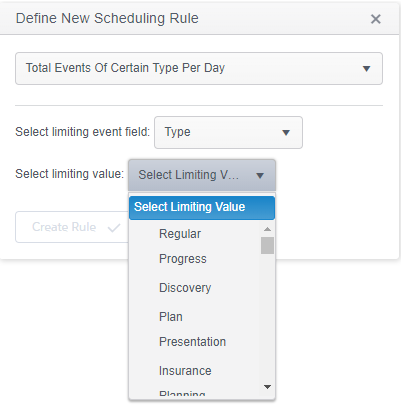 Define New Scheduling Rule
Total Events Of Certain Type Per Day
Select limiting event field: Type
Select limiting value: Select Limiting V...
Select Limiting Value
Create Rule
Regular
Progress
Discovery
Plan
Presentation
Insurance
Planning